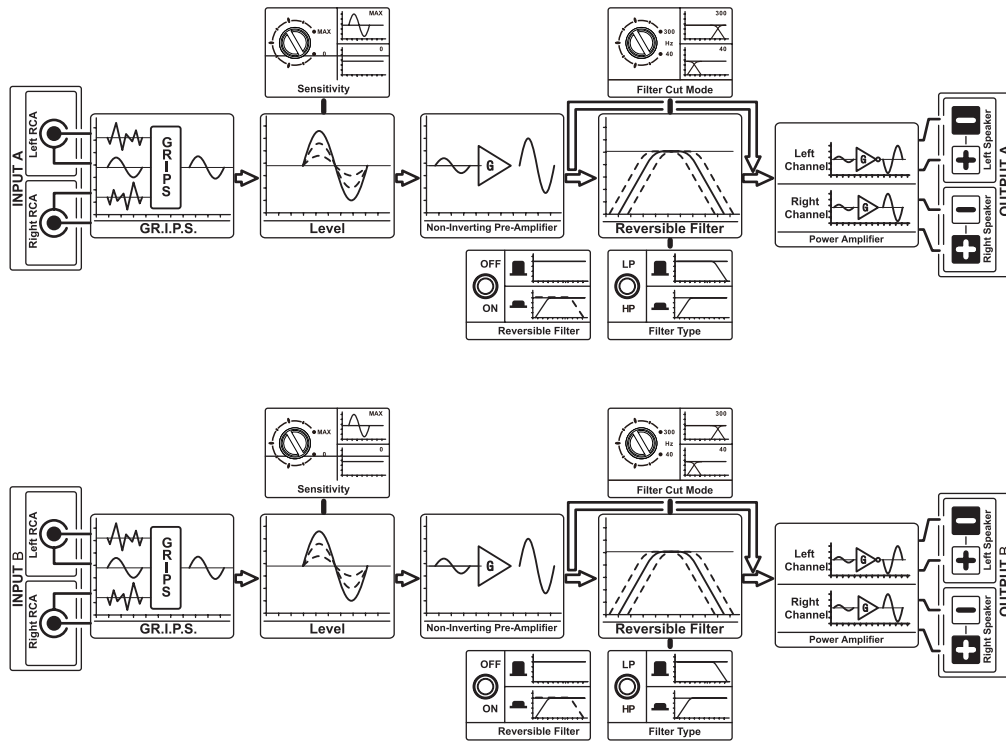 MAX
MAX
0
0
Sensitivity
300
300
Hz
40
40
Filter Cut Mode
INPUT A
Left RCA
Right RCA
GRIPS
GR.I.P.S.
Level
G
Non-Inverting Pre-Amplifier
Reversible Filter
Left
Channel
G
Right
Channel
G
Power Amplifier
Left Speaker
Right Speaker
OUTPUT A
OFF
ON
Reversible Filter
LP
HP
Filter Type
MAX
MAX
0
0
Sensitivity
300
300
Hz
40
40
Filter Cut Mode
INPUT B
Left RCA
Right RCA
GRIPS
GR.I.P.S.
Level
G
Non-Inverting Pre-Amplifier
Reversible Filter
Left
Channel
G
Right
Channel
G
Power Amplifier
Left Speaker
Right Speaker
OUTPUT B
OFF
ON
Reversible Filter
LP
HP
Filter Type